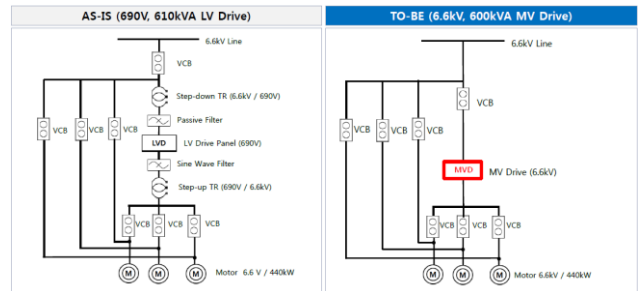 AS-IS (690V, 610kVA LV Drive)
6.6kV Line
VCB
Step-down TR (6.6kV / 690V)
Passive Filter
VCB
VCB
VCB
LVD
LV Drive Panel (690V)
Sine Wave Filter
Step-up TR (690V / 6.6kV)
VCB
VCB
VCB
M
M
M
Motor 6.6 V / 440kW
TO-BE (6.6kV, 600kVA MV Drive)
6.6kV Line
VCB
VCB
VCB
VCB
MVD
MV Drive (6.6kV)
VCB
VCB
VCB
M
M
M
Motor 6.6kV / 440kW